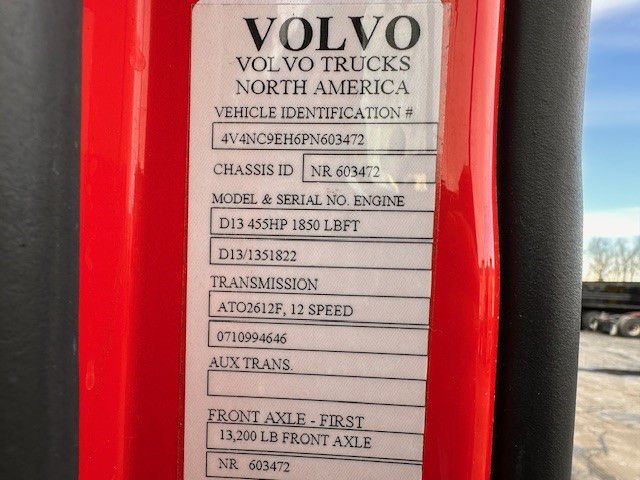 VOLVO
VOLVO TRUCKS
NORTH AMERICA
VEHICLE IDENTIFICATION #
4V4NC9EH6PN603472
CHASSIS ID NR 603472
MODEL & SERIAL NO. ENGINE
D13 455HP 1850 LBFT
D13/1351822
TRANSMISSION
ATO2612F, 12 SPEED
0710994646
AUX TRANS.
FRONT AXLE - FIRST
13,200 LB FRONT AXLE
NR 603472